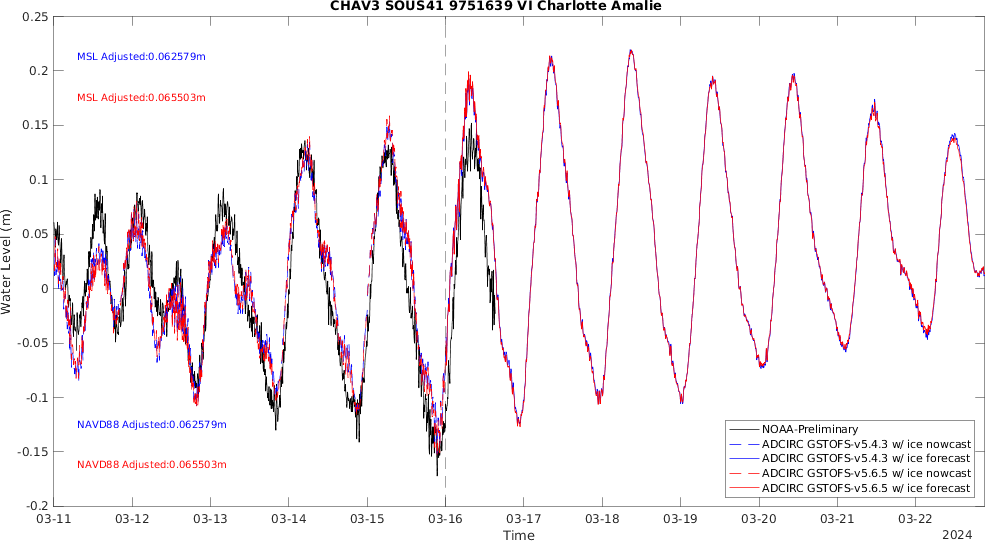 CHAV3 SOUS41 9751639 VI Charlotte Amalie
0.25
0.2
0.15
0.1
0.05
0
-0.05
-0.1
-0.15
-0.2
Water Level (m)
MSL Adjusted:0.062579m
MSL Adjusted:0.065503m
NAVD88 Adjusted:0.062579m
NAVD88 Adjusted:0.065503m
NOAA-Preliminary
ADCIRC GSTOFS-v5.4.3 w/ ice nowcast
ADCIRC GSTOFS-v5.4.3 w/ ice forecast
ADCIRC GSTOFS-v5.6.5 w/ ice nowcast
ADCIRC GSTOFS-v5.6.5 w/ ice forecast
03-11 03-12 03-13 03-14 03-15 03-16 03-17 03-18 03-19 03-20 03-21 03-22
Time
2024